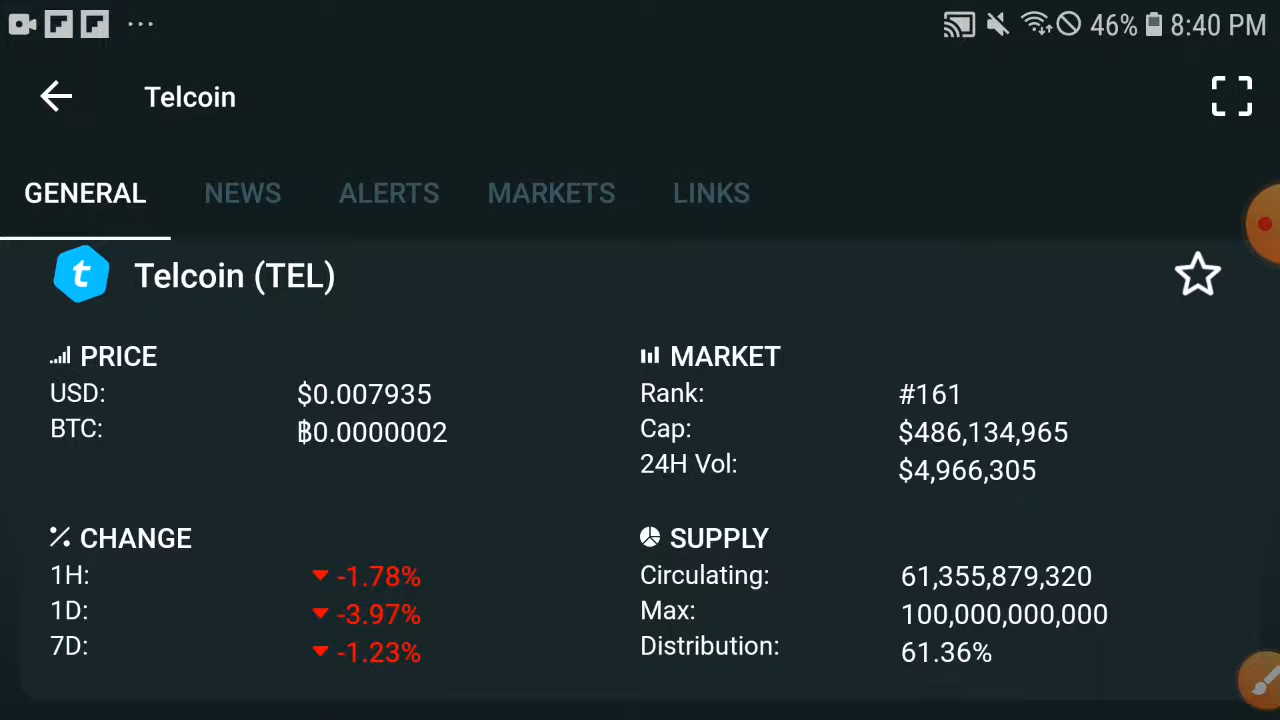 46% 8:40 PM
Telcoin
GENERAL NEWS ALERTS MARKETS LINKS
t Telcoin (TEL)
PRICE
USD: $0.007935
BTC: ฿0.0000002
MARKET
Rank: #161
Cap: $486,134,965
24H Vol: $4,966,305
CHANGE
1H: -1.78%
1D: -3.97%
7D: -1.23%
SUPPLY
Circulating: 61,355,879,320
Max: 100,000,000,000
Distribution: 61.36%